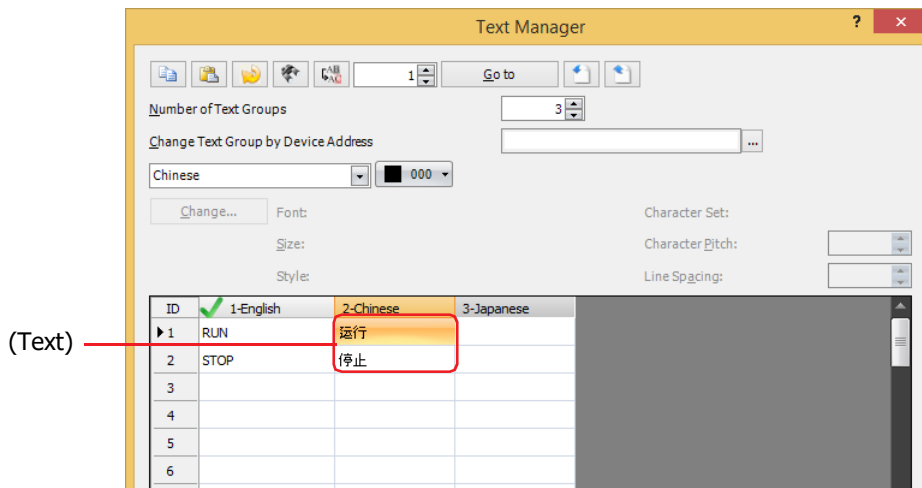 Text Manager
?
×
1
Go to
Number of Text Groups
3
Change Text Group by Device Address
...
Chinese
000
Change...
Font:
Character Set:
Size:
Character Pitch:
Style:
Line Spacing:
ID 1-English 2-Chinese 3-Japanese
(Text)
1 RUN 运行
2 STOP 停止
3
4
5
6